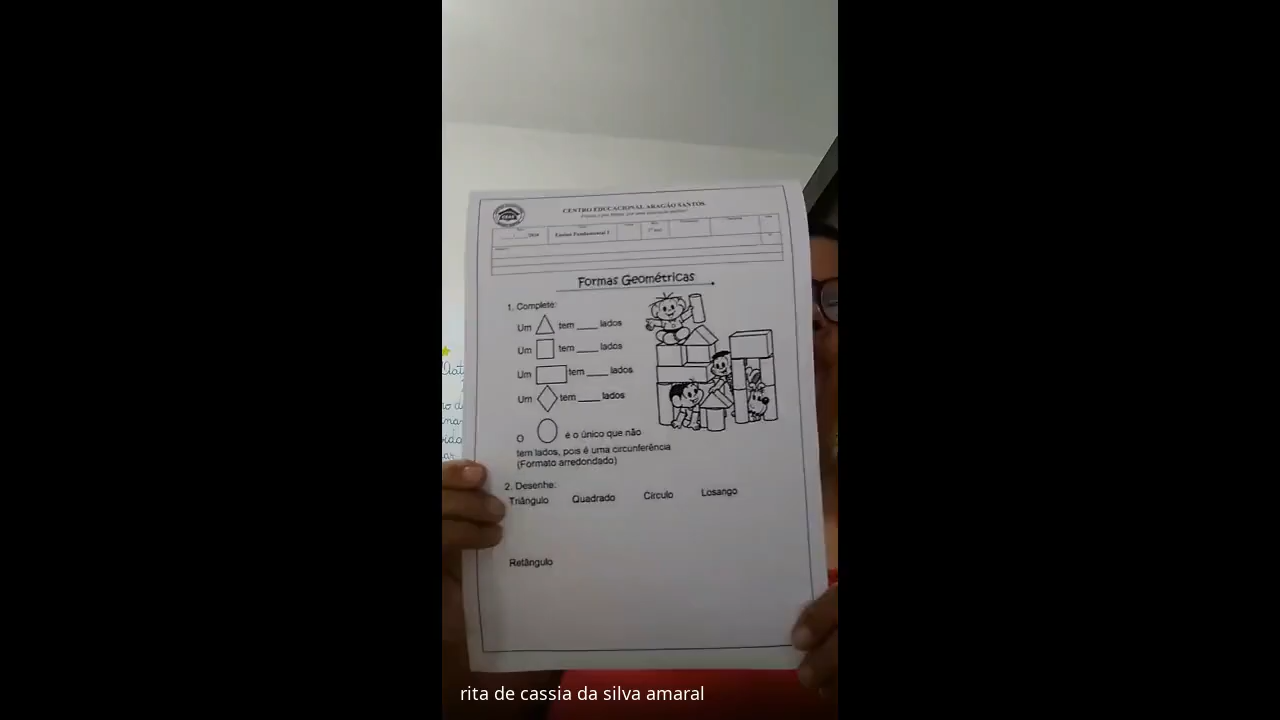 CENTRO EDUCACIONAL ARAGÃO SANTOS.
Ensino Fundamental I
Formas Geométricas
1. Complete:
Um tem ____ lados
Um tem ____ lados
Um tem ____ lados
Um tem ____ lados
O é o único que não
tem lados, pois é uma circunferência
(Formato arredondado)
2. Desenhe:
Triângulo Quadrado Círculo Losango
Retângulo
rita de cassia da silva amaral